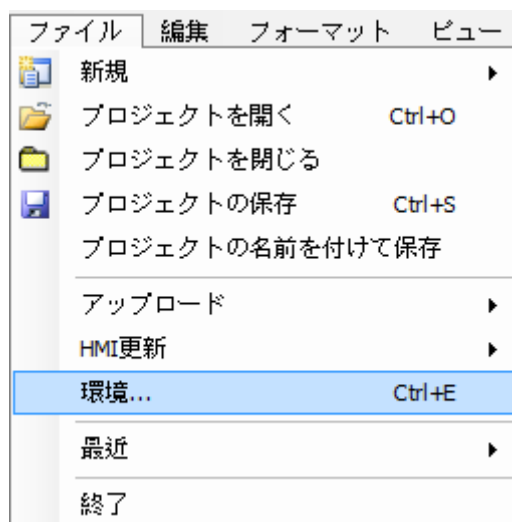 ファイル 編集 フォーマット ビュー
新規
プロジェクトを開く Ctrl+O
プロジェクトを閉じる
プロジェクトの保存 Ctrl+S
プロジェクトの名前を付けて保存
アップロード
HMI更新
環境... Ctrl+E
最近
終了